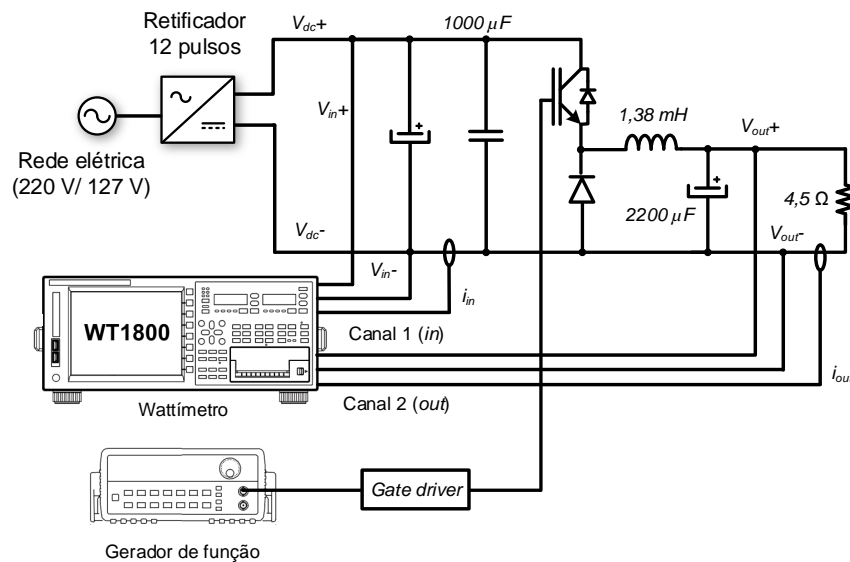 Retificador
12 pulsos
Vdc+
1000 μF
Vin+
1,38 mH
Vout+
Rede elétrica
(220 V/ 127 V)
2200 μF
4,5 Ω
Vdc-
Vout-
Vin-
iin
WT1800
Canal 1 (in)
iout
Wattímetro
Canal 2 (out)
Gate driver
Gerador de função